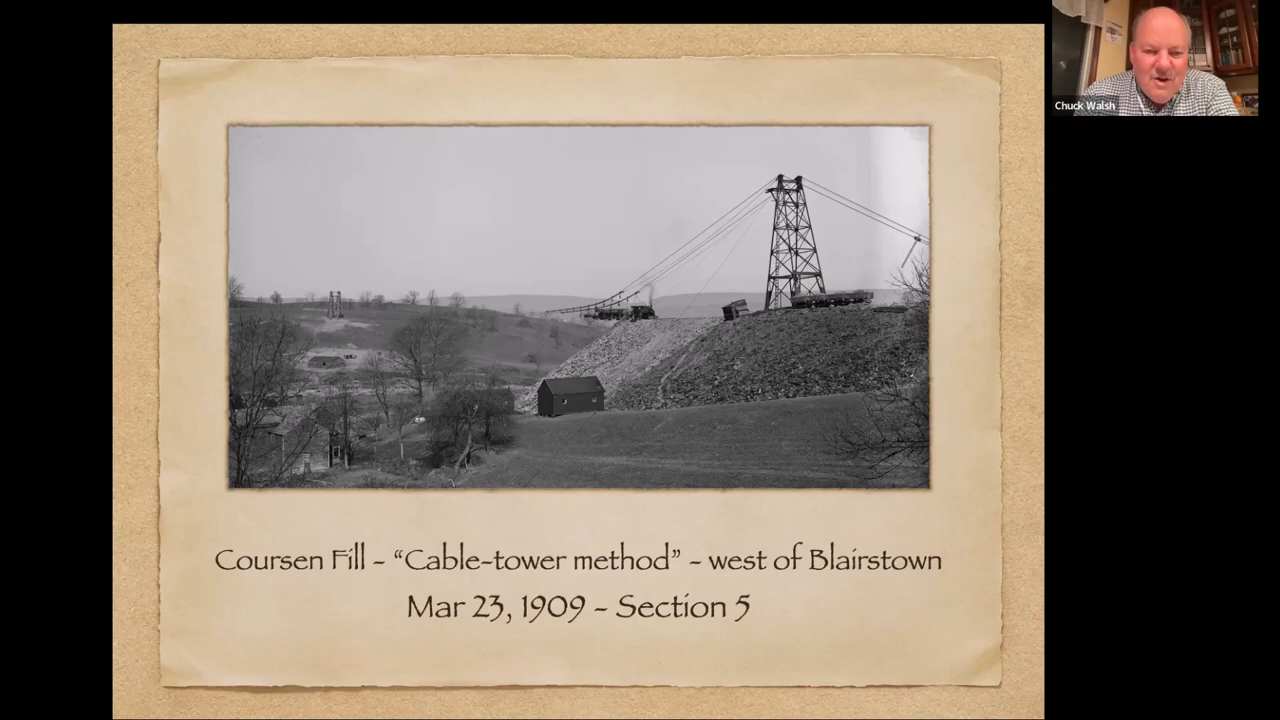 Chuck Walsh
Coursen Fill - “Cable-tower method” - west of Blairstown
Mar 23, 1909 - Section 5